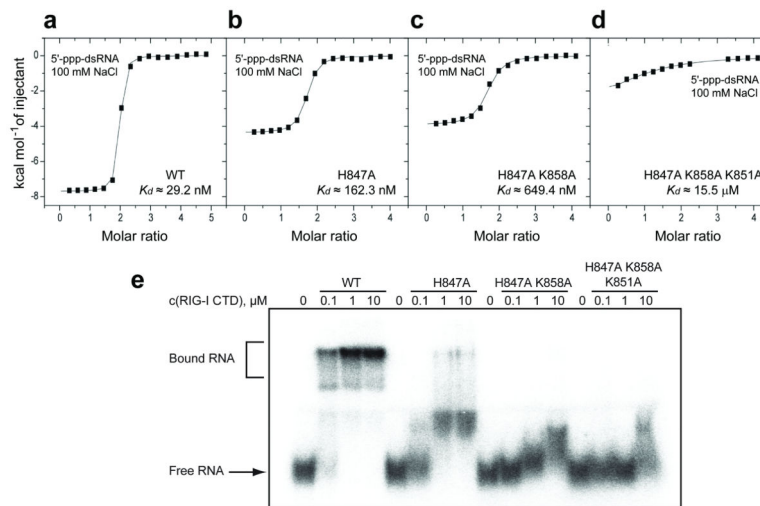 a
b
c
d
kcal mol⁻¹ of injectant
0
-2
-4
-6
-8
5'-ppp-dsRNA
100 mM NaCl
WT
Kd ≈ 29.2 nM
0 1 2 3 4 5
Molar ratio
5'-ppp-dsRNA
100 mM NaCl
H847A
Kd ≈ 162.3 nM
0 1 2 3 4
Molar ratio
5'-ppp-dsRNA
100 mM NaCl
H847A K858A
Kd ≈ 649.4 nM
0 1 2 3 4
Molar ratio
5'-ppp-dsRNA
100 mM NaCl
H847A K858A K851A
Kd ≈ 15.5 μM
0 1 2 3 4
Molar ratio
e
WT
H847A
H847A K858A
H847A K858A
K851A
c(RIG-I CTD), μM
0 0.1 1 10 0 0.1 1 10 0 0.1 1 10 0 0.1 1 10
Bound RNA
Free RNA